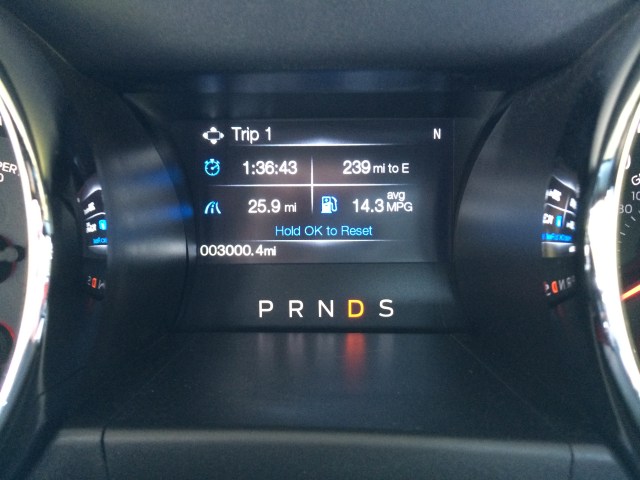 Trip 1 N
1:36:43 239 mi to E
25.9 mi 14.3 avg MPG
Hold OK to Reset
003000.4mi
P R N D S